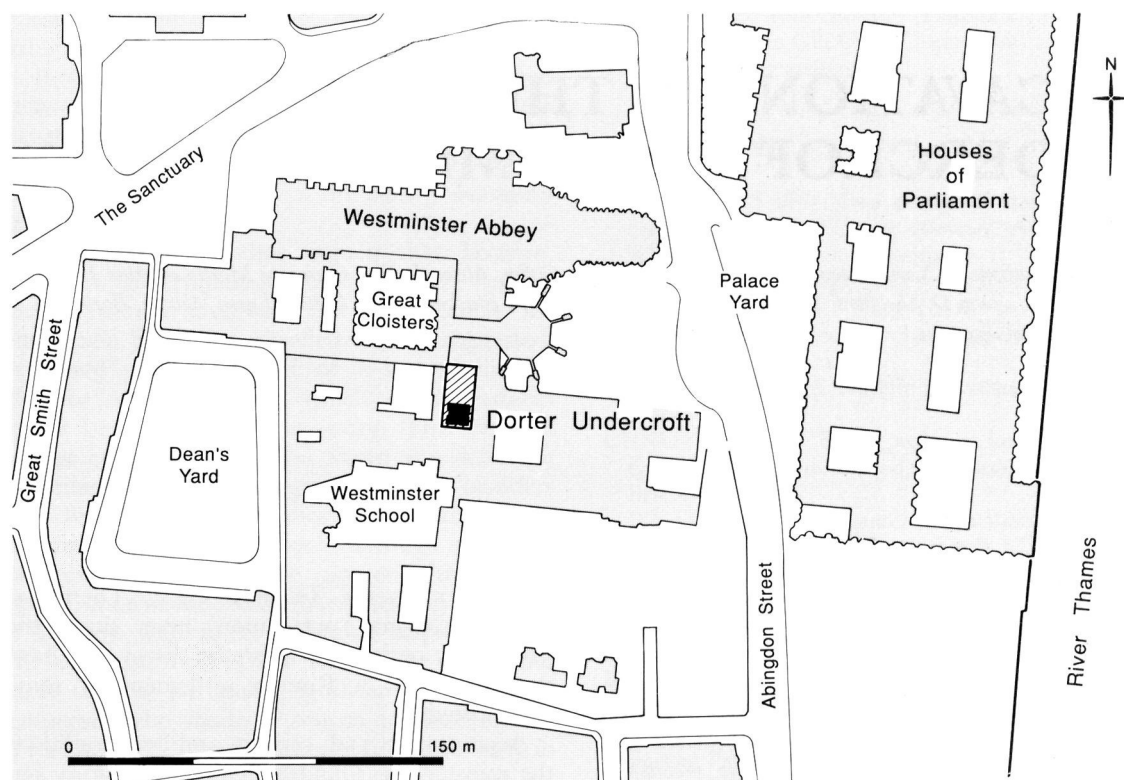 N
Houses
of
Parliament
The Sanctuary
Westminster Abbey
Palace
Yard
Great
Cloisters
Great Smith Street
Dorter Undercroft
Dean's
Yard
Westminster
School
Abingdon Street
River Thames
0 150 m